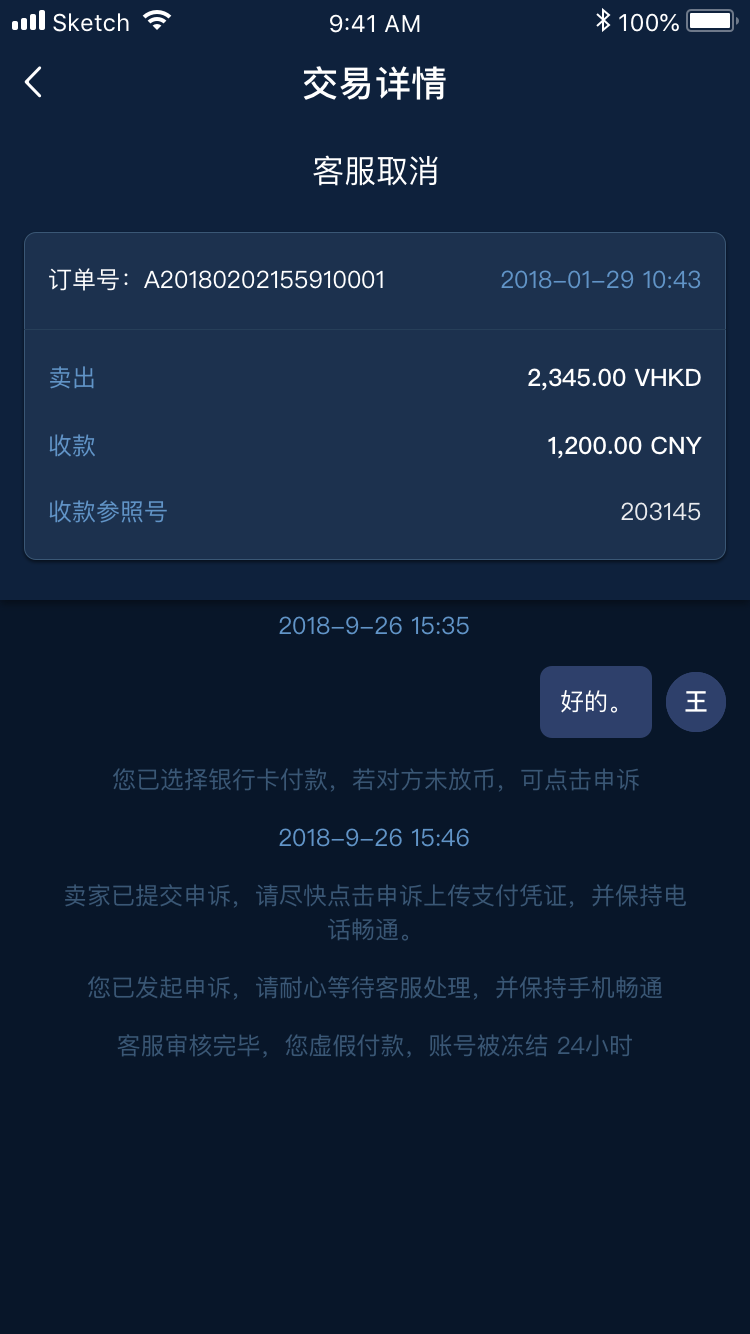 Sketch 9:41 AM 100%
交易详情
客服取消
订单号：A20180202155910001 2018-01-29 10:43
卖出 2,345.00 VHKD
收款 1,200.00 CNY
收款参照号 203145
2018-9-26 15:35
好的。 王
您已选择银行卡付款，若对方未放币，可点击申诉
2018-9-26 15:46
卖家已提交申诉，请尽快点击申诉上传支付凭证，并保持电
话畅通。
您已发起申诉，请耐心等待客服处理，并保持手机畅通
客服审核完毕，您虚假付款，账号被冻结 24小时